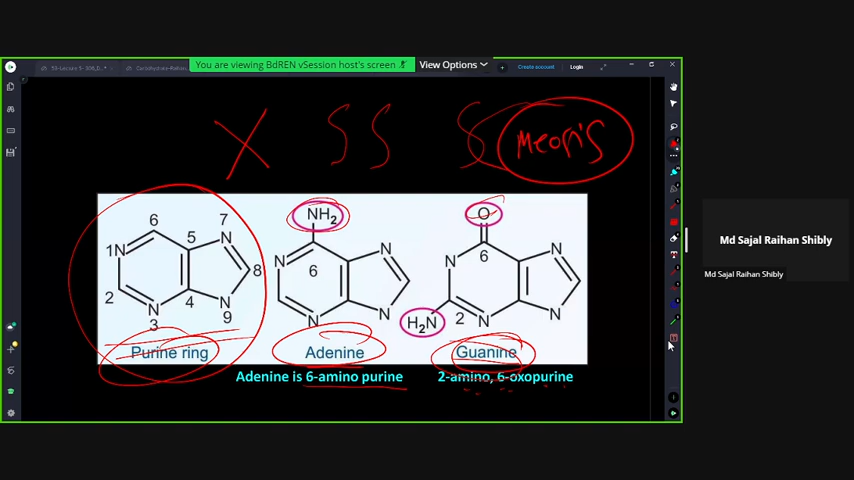 You are viewing BdREN vSession host's screen
View Options
Create account
Login
X S S S
NH2
O
6
7
1N
5
N
8
2
N
3
4
N
9
N
6
N
N
N
N
6
N
H2N
2
N
N
Purine ring
Adenine
Guanine
Adenine is 6-amino purine
2-amino, 6-oxopurine
Md Sajal Raihan Shibly
Md Sajal Raihan Shibly